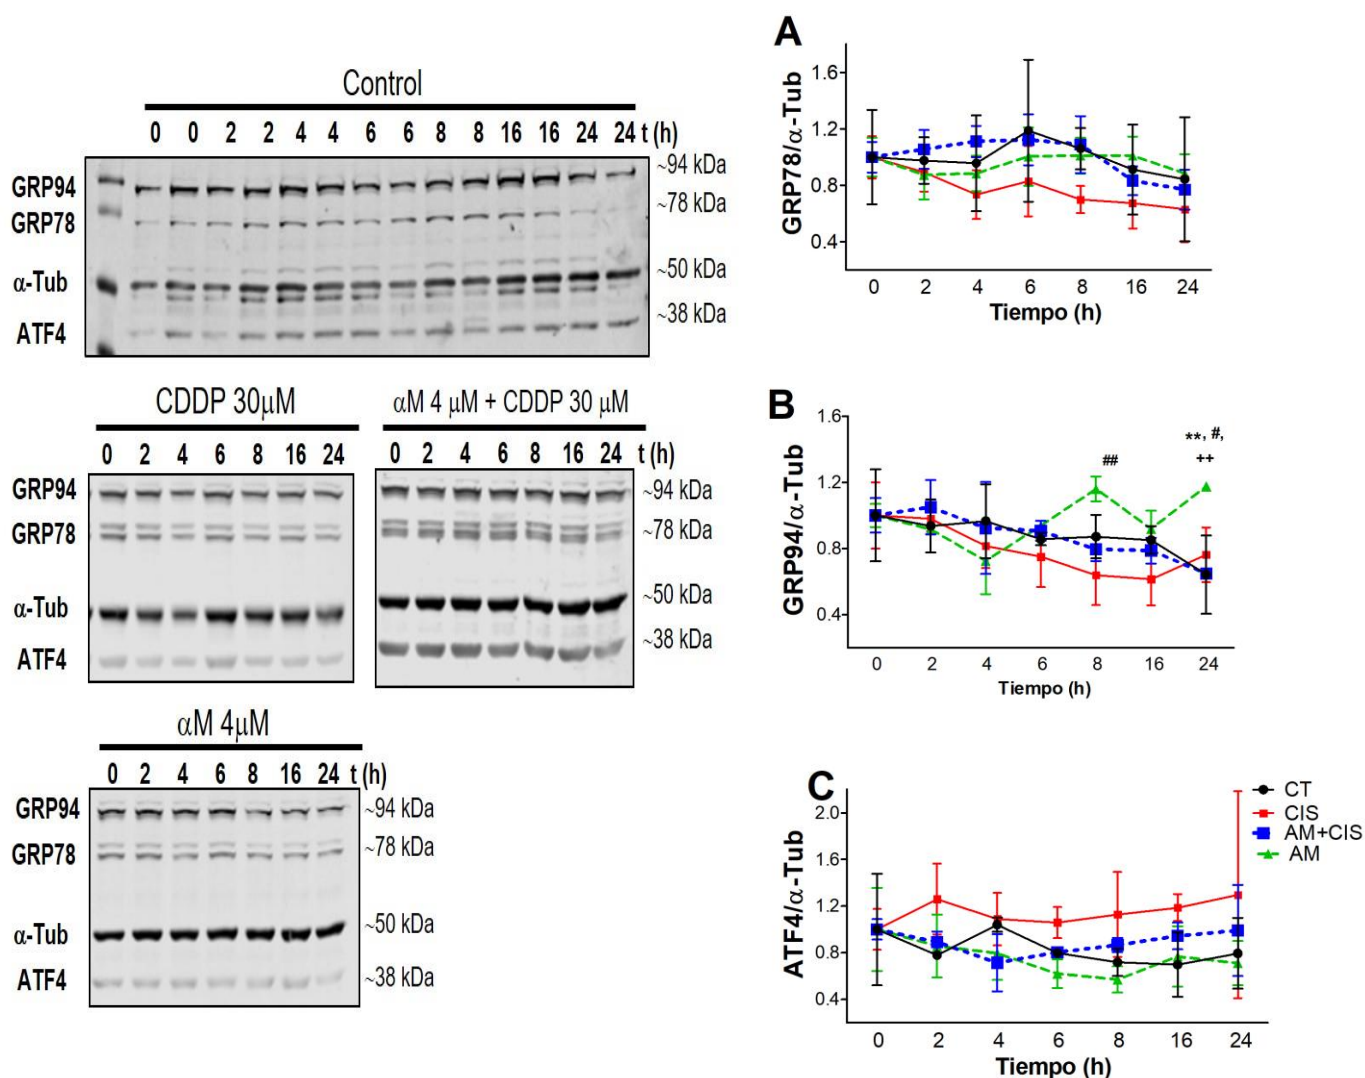 Control
0 0 2 2 4 4 6 6 8 8 16 16 24 24 t (h)
GRP94
GRP78
α-Tub
ATF4
~94 kDa
~78 kDa
~50 kDa
~38 kDa
CDDP 30μM
0 2 4 6 8 16 24
GRP94
GRP78
α-Tub
ATF4
αM 4 μM + CDDP 30 μM
0 2 4 6 8 16 24 t (h)
~94 kDa
~78 kDa
~50 kDa
~38 kDa
αM 4μM
0 2 4 6 8 16 24 t (h)
GRP94
GRP78
α-Tub
ATF4
~94 kDa
~78 kDa
~50 kDa
~38 kDa
A
GRP78/α-Tub
1.6
1.2
0.8
0.4
0 2 4 6 8 16 24
Tiempo (h)
B
GRP94/α-Tub
1.6
1.2
0.8
0.4
##
**, #,
++
0 2 4 6 8 16 24
Tiempo (h)
C
ATF4/α-Tub
2.0
1.6
1.2
0.8
0.4
0 2 4 6 8 16 24
Tiempo (h)
CT
CIS
AM+CIS
AM